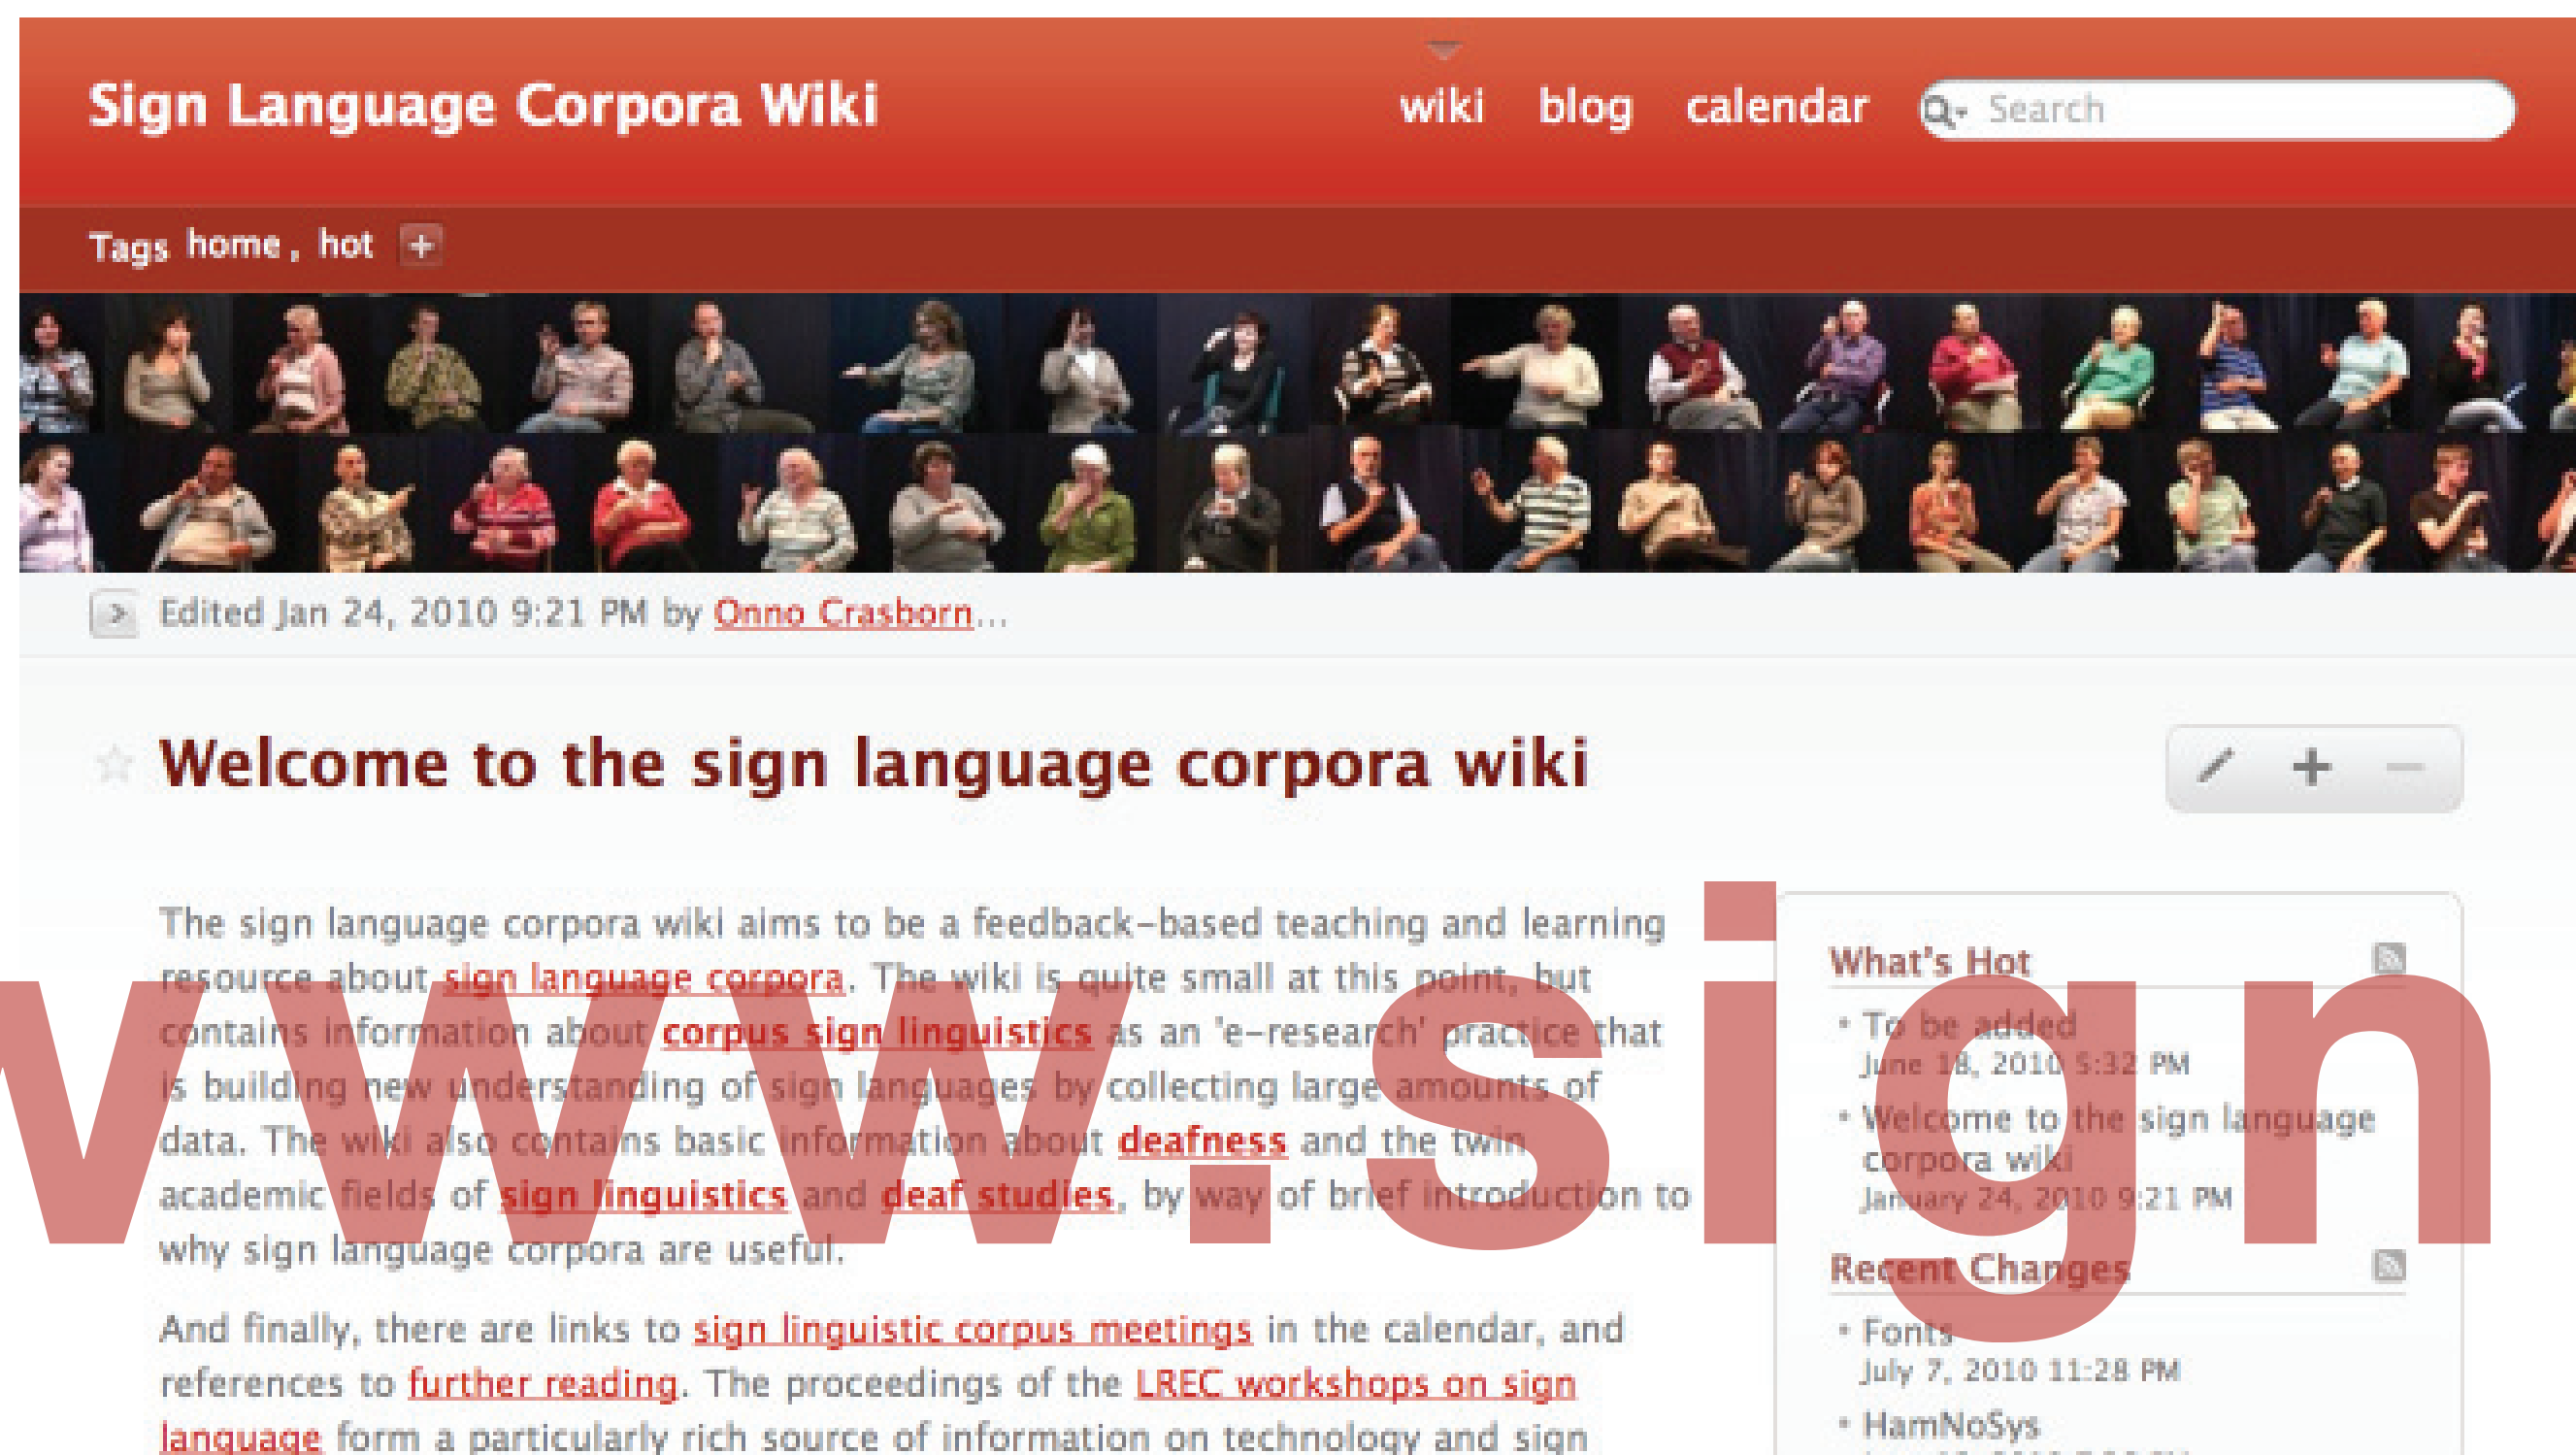 Sign Language Corpora Wiki
wiki blog calendar Search
Tags home, hot +
Edited Jan 24, 2010 9:21 PM by Onno Crasborn...
Welcome to the sign language corpora wiki
The sign language corpora wiki aims to be a feedback-based teaching and learning
resource about sign language corpora. The wiki is quite small at this point, but
contains information about corpus sign linguistics as an 'e-research' practice that
is building new understanding of sign languages by collecting large amounts of
data. The wiki also contains basic information about deafness and the twin
academic fields of sign linguistics and deaf studies, by way of brief introduction to
why sign language corpora are useful.
And finally, there are links to sign linguistic corpus meetings in the calendar, and
references to further reading. The proceedings of the LREC workshops on sign
language form a particularly rich source of information on technology and sign
What's Hot
• To be added
June 18, 2010 5:32 PM
• Welcome to the sign language
corpora wiki
January 24, 2010 9:21 PM
Recent Changes
• Fonts
July 7, 2010 11:28 PM
• HamNoSys
www.sign